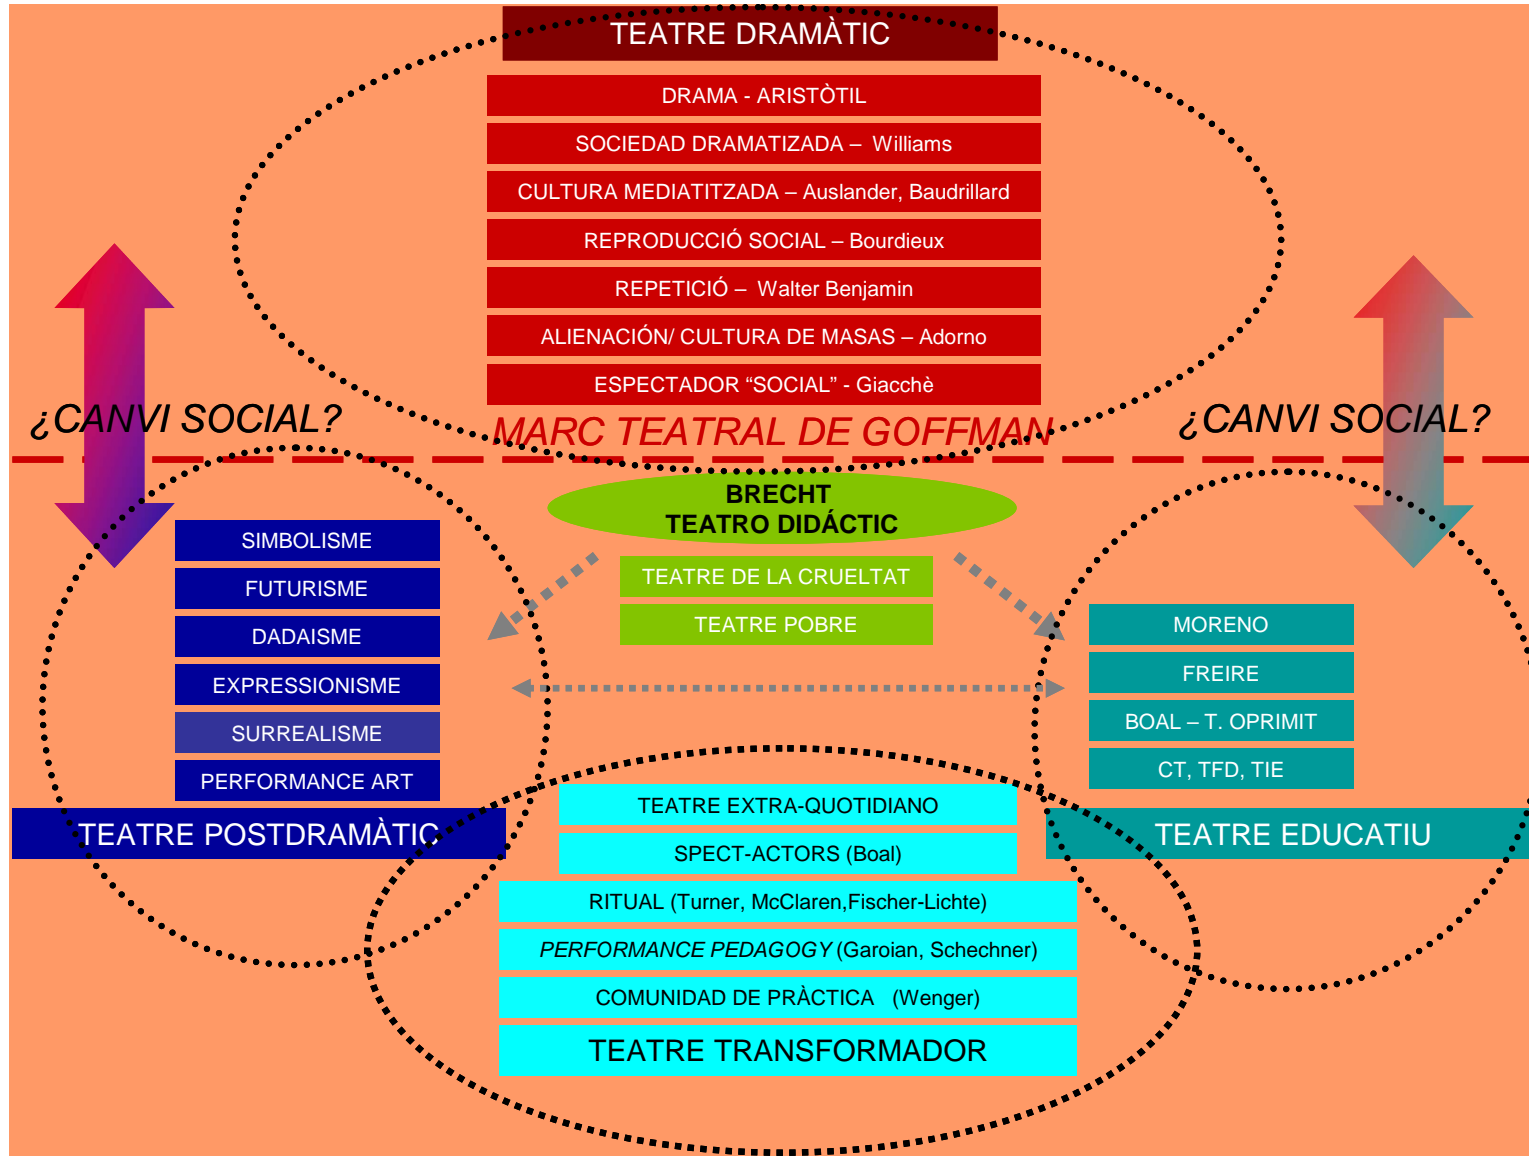 TEATRE DRAMÀTIC
DRAMA - ARISTÒTIL
SOCIEDAD DRAMATIZADA – Williams
CULTURA MEDIATITZADA – Auslander, Baudrillard
REPRODUCCIÓ SOCIAL – Bourdieux
REPETICIÓ – Walter Benjamin
ALIENACIÓN/ CULTURA DE MASAS – Adorno
ESPECTADOR “SOCIAL” - Giacchè
¿CANVI SOCIAL?
MARC TEATRAL DE GOFFMAN
¿CANVI SOCIAL?
BRECHT
TEATRO DIDÁCTIC
TEATRE DE LA CRUELTAT
TEATRE POBRE
SIMBOLISME
FUTURISME
DADAISME
EXPRESSIONISME
SURREALISME
PERFORMANCE ART
TEATRE POSTDRAMÀTIC
MORENO
FREIRE
BOAL – T. OPRIMIT
CT, TFD, TIE
TEATRE EDUCATIU
TEATRE EXTRA-QUOTIDIANO
SPECT-ACTORS (Boal)
RITUAL (Turner, McClaren,Fischer-Lichte)
PERFORMANCE PEDAGOGY (Garoian, Schechner)
COMUNIDAD DE PRÀCTICA (Wenger)
TEATRE TRANSFORMADOR